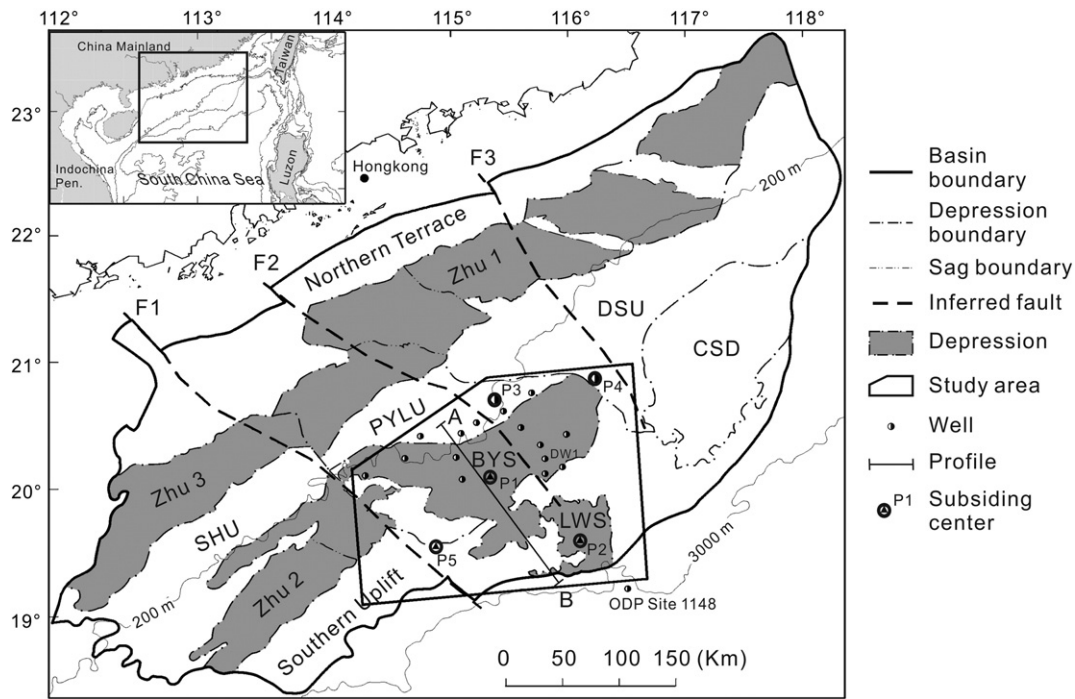 112°
113°
114°
115°
116°
117°
118°
23°
22°
21°
20°
19°
China Mainland
Taiwan
Indochina
Pen.
South China Sea
Luzon
Hongkong
F3
F2
F1
Northern Terrace
Zhu 1
200 m
DSU
CSD
P3
P4
A
PYLU
BYS
DW1
P1
Zhu 3
LWS
P2
SHU
P5
3000 m
Zhu 2
200 m
Southern Uplift
B
ODP Site 1148
0 50 100 150 (Km)
Basin
boundary
Depression
boundary
Sag boundary
Inferred fault
Depression
Study area
Well
Profile
P1
Subsiding
center